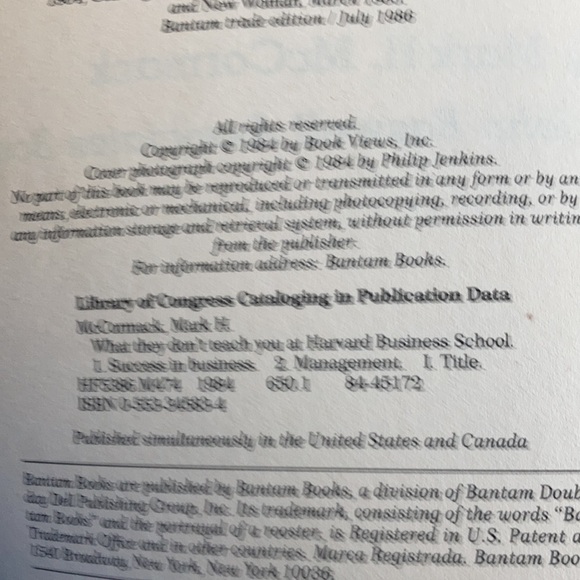 and New Woman, March
Bantam trade edition / July 1986
All rights reserved.
Copyright © 1984 by Book Views, Inc.
Cover photograph copyright © 1984 by Philip Jenkins.
No part of this book may be reproduced or transmitted in any form or by an
means, electronic or mechanical, including photocopying, recording, or by
any information storage and retrieval system, without permission in writin
from the publisher.
For information address: Bantam Books.
Library of Congress Cataloging in Publication Data
McCormack, Mark H.
What they don't teach you at Harvard Business School.
1. Success in business. 2. Management. I. Title.
HF5386.M474 1984 650.1 84-45172
ISBN 0-553-34583-4
Published simultaneously in the United States and Canada
Bantam Books are published by Bantam Books, a division of Bantam Doub
day Dell Publishing Group, Inc. Its trademark, consisting of the words "Ba
tam Books" and the portrayal of a rooster, is Registered in U.S. Patent a
Trademark Office and in other countries. Marca Registrada. Bantam Boo
Broadway, New York, New York 10036.